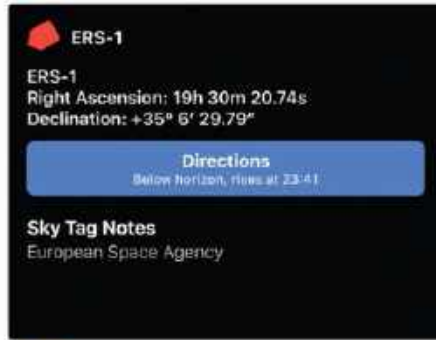 ERS-1
ERS-1
Right Ascension: 19h 30m 20.74s
Declination: +35° 6′ 29.79″
Directions
Below horizon, rises at 23:41
Sky Tag Notes
European Space Agency